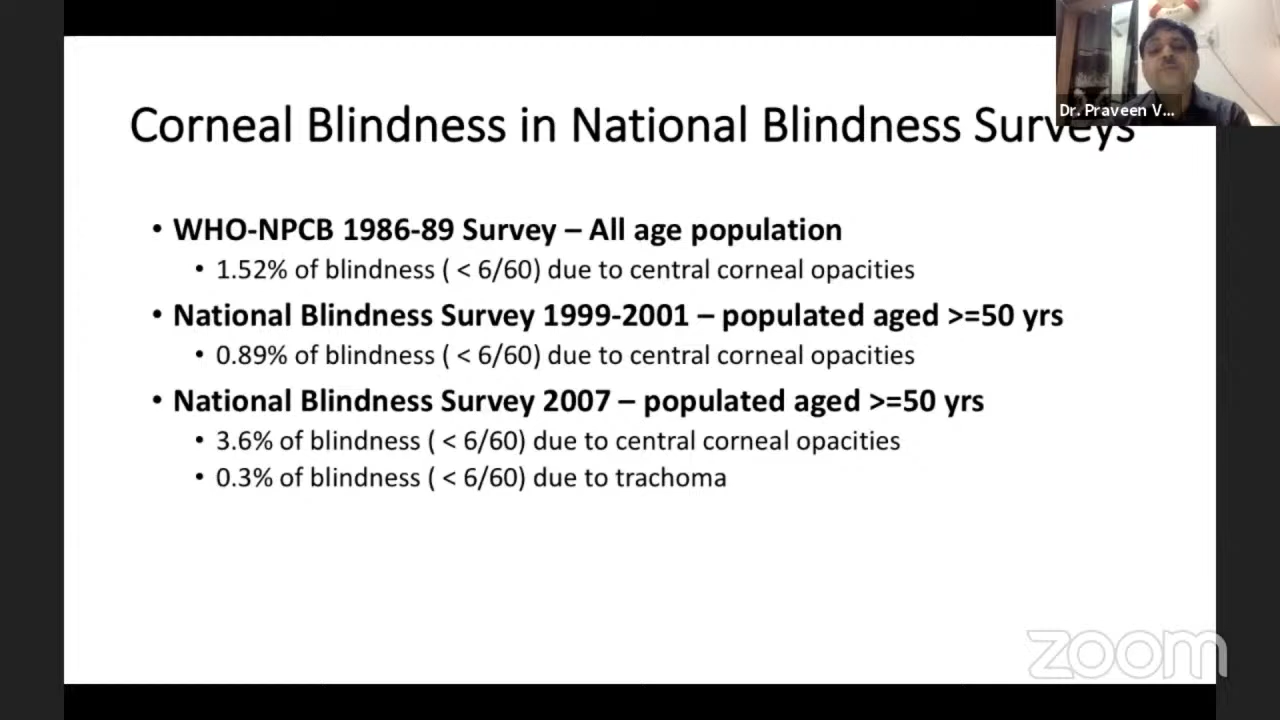 Corneal Blindness in National Blindness Surveys
Dr. Praveen V...
• WHO-NPCB 1986-89 Survey – All age population
• 1.52% of blindness ( < 6/60) due to central corneal opacities
• National Blindness Survey 1999-2001 – populated aged >=50 yrs
• 0.89% of blindness ( < 6/60) due to central corneal opacities
• National Blindness Survey 2007 – populated aged >=50 yrs
• 3.6% of blindness ( < 6/60) due to central corneal opacities
• 0.3% of blindness ( < 6/60) due to trachoma
zoom